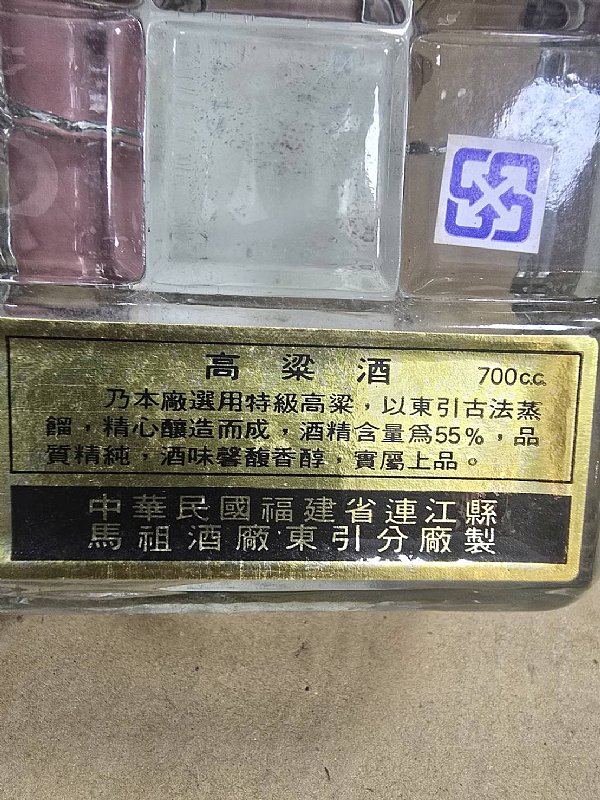 高粱酒 700c.c.
乃本廠選用特級高粱，以東引古法蒸
餾，精心釀造而成，酒精含量為55%，品
質精純，酒味馨馥香醇，實屬上品。
中華民國福建省連江縣
馬祖酒廠東引分廠製